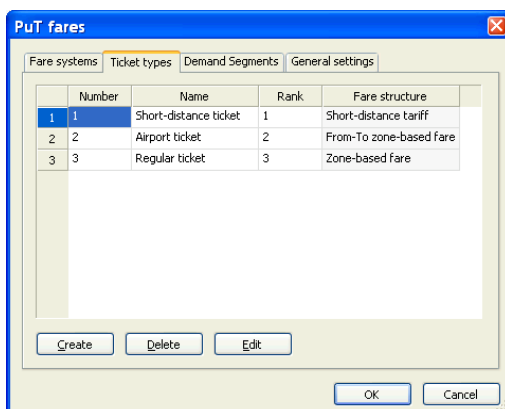 PuT fares
Fare systems Ticket types Demand Segments General settings
Number Name Rank Fare structure
1 1 Short-distance ticket 1 Short-distance tariff
2 2 Airport ticket 2 From-To zone-based fare
3 3 Regular ticket 3 Zone-based fare
Create Delete Edit
OK Cancel